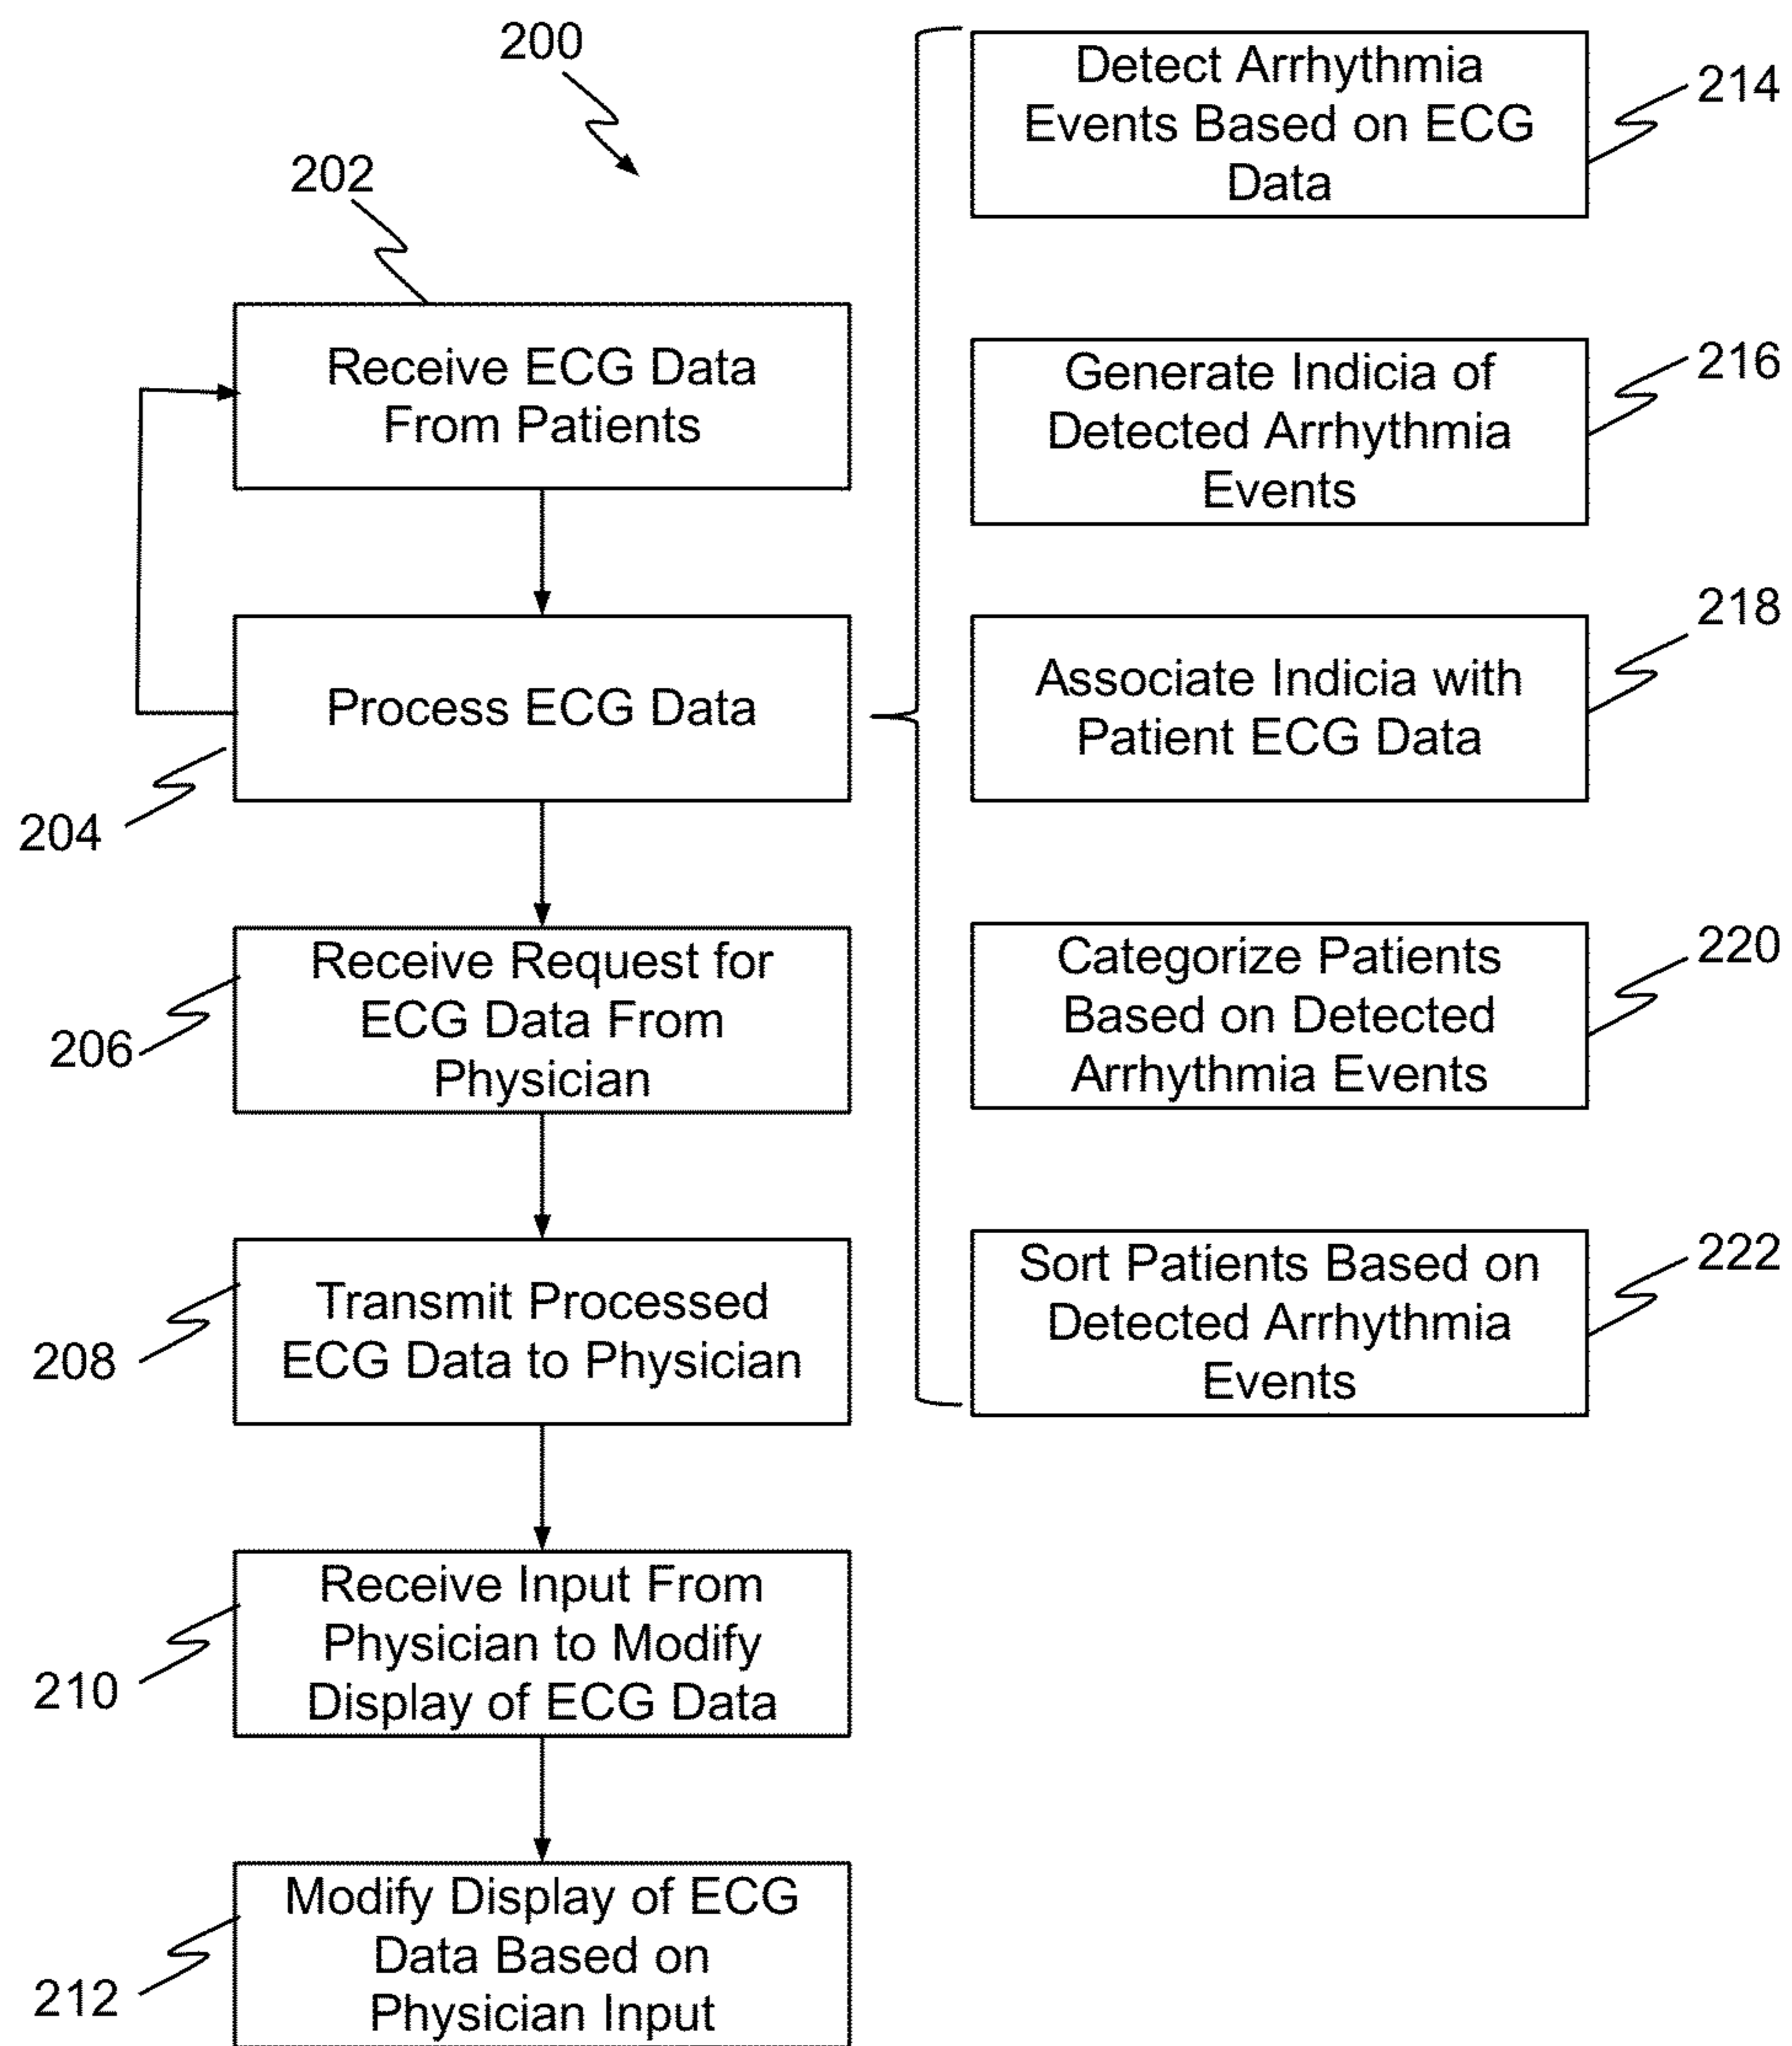 200
202
Receive ECG Data
From Patients
Process ECG Data
204
Receive Request for
ECG Data From
Physician
206
Transmit Processed
ECG Data to Physician
208
Receive Input From
Physician to Modify
Display of ECG Data
210
Modify Display of ECG
Data Based on
Physician Input
212
Detect Arrhythmia
Events Based on ECG
Data
214
Generate Indicia of
Detected Arrhythmia
Events
216
Associate Indicia with
Patient ECG Data
218
Categorize Patients
Based on Detected
Arrhythmia Events
220
Sort Patients Based on
Detected Arrhythmia
Events
222